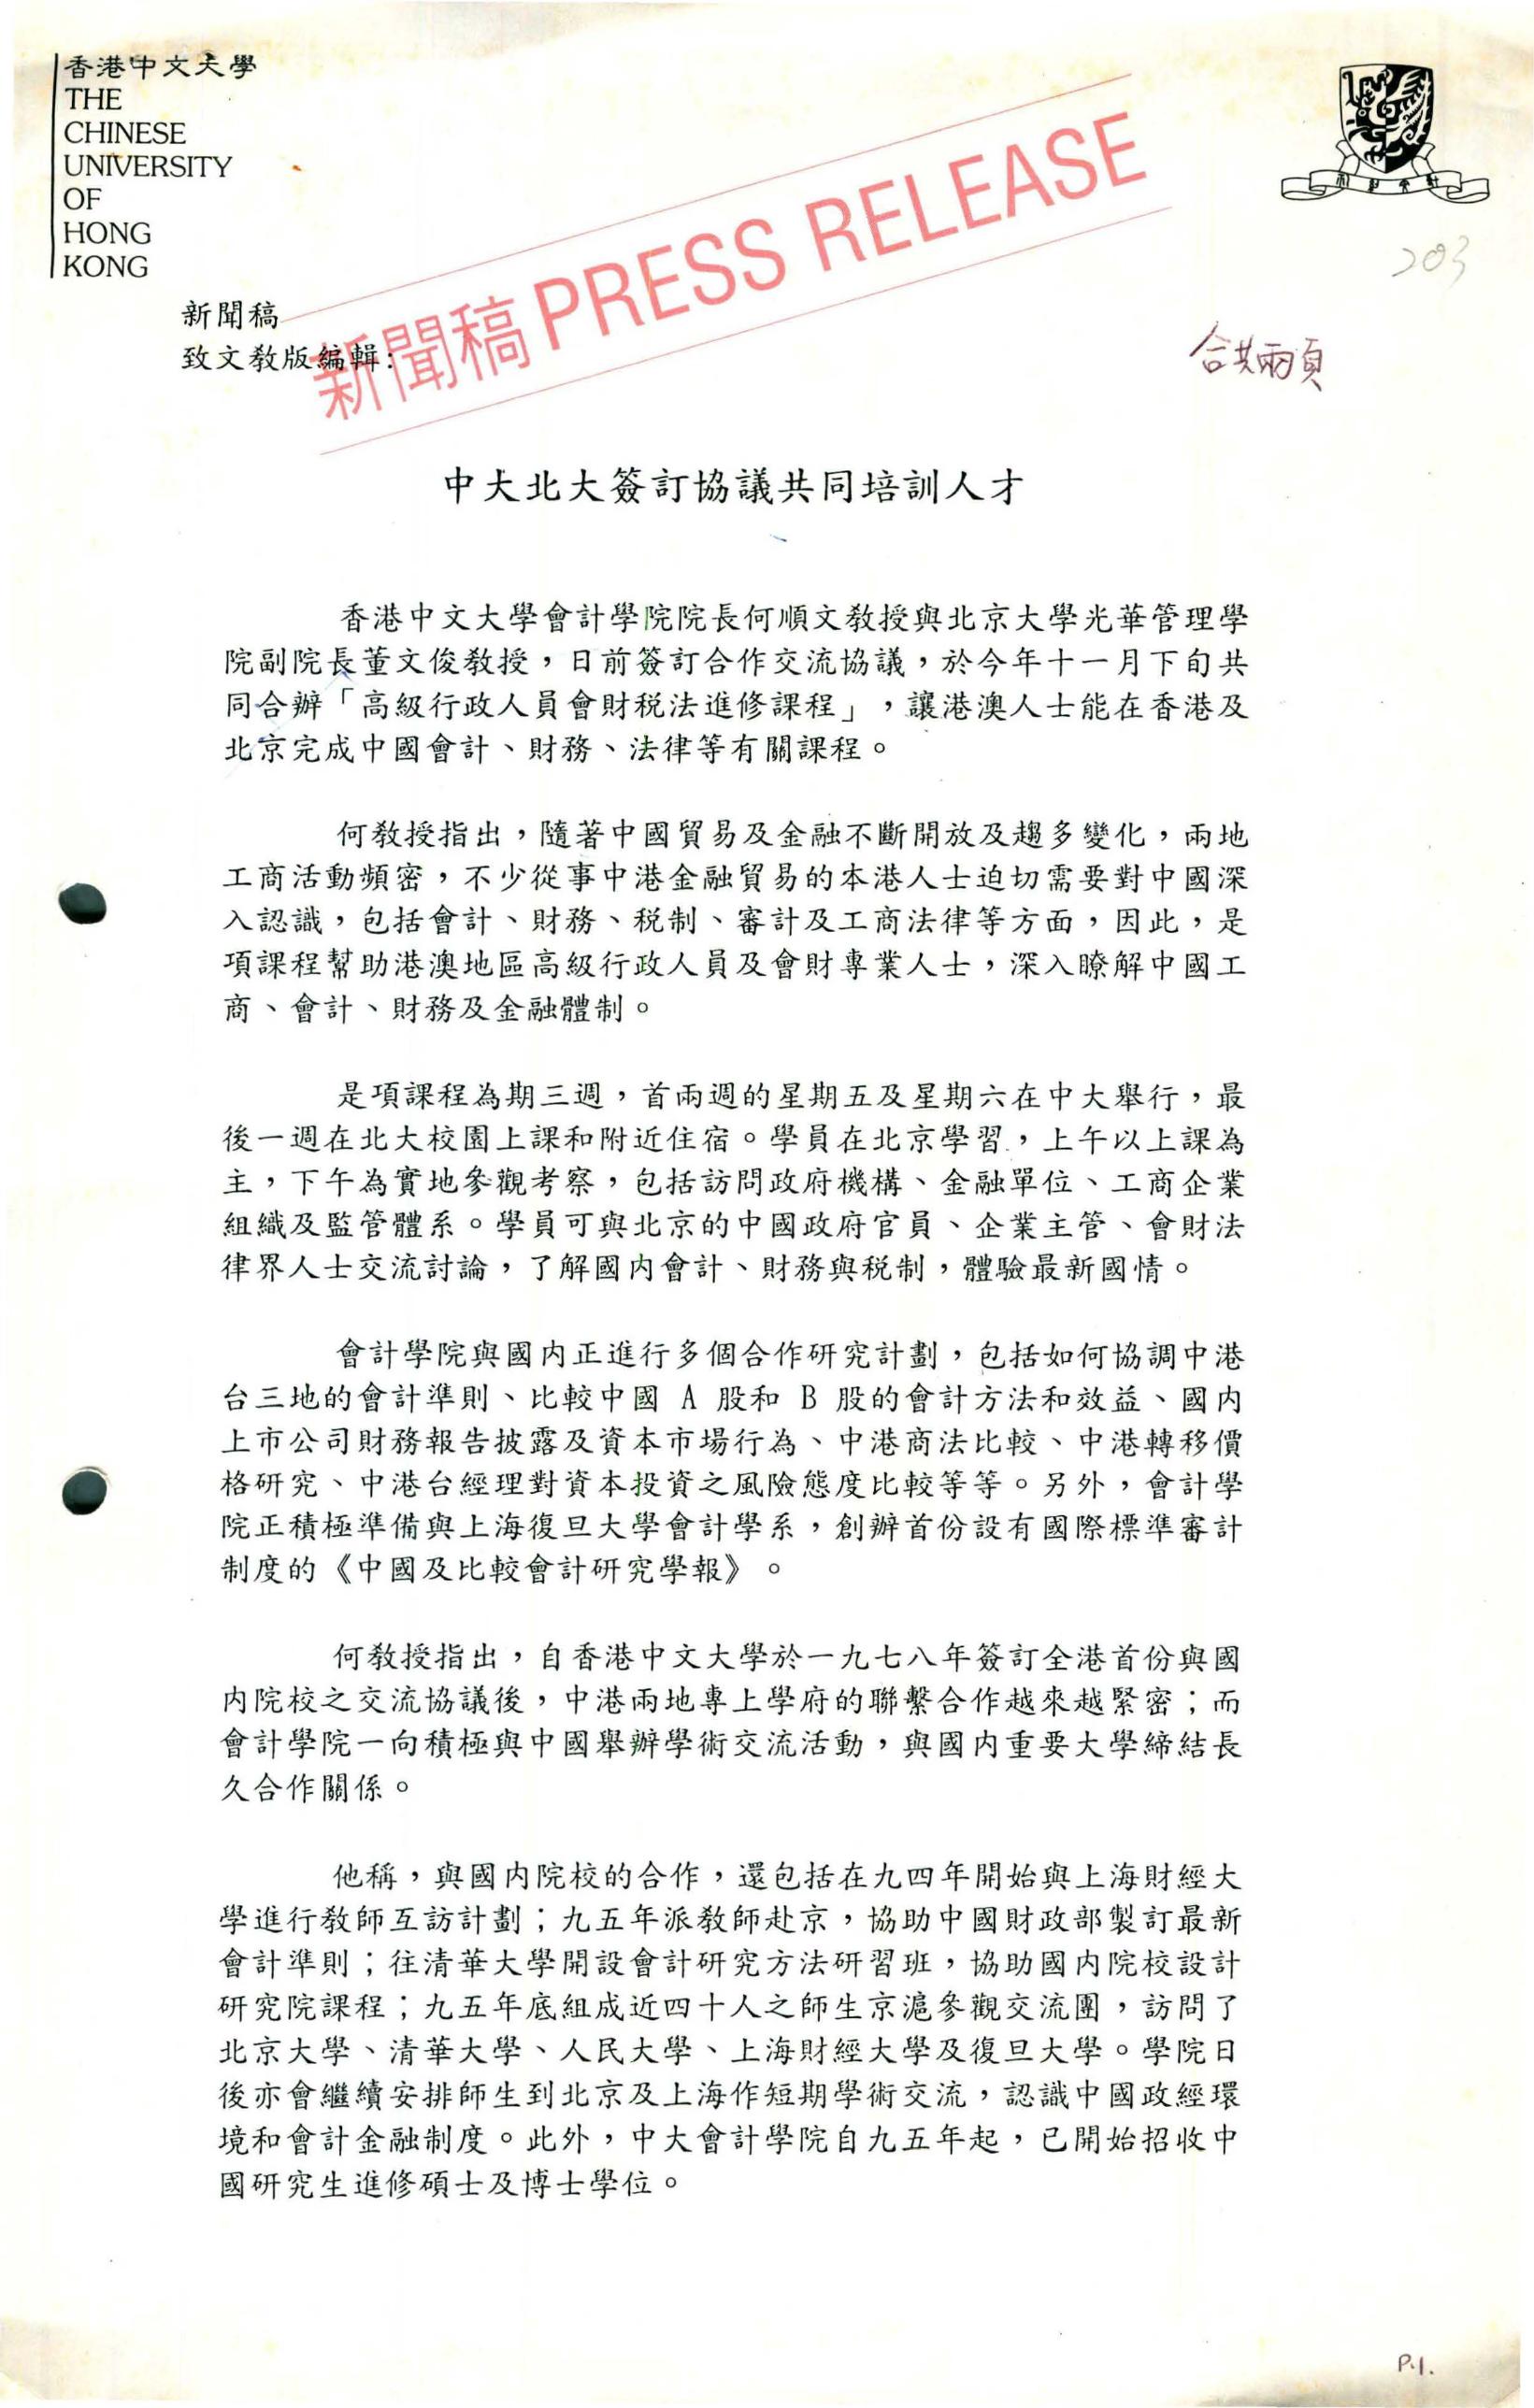 香港中文大學
THE
CHINESE
UNIVERSITY
OF
HONG
KONG
新聞稿 PRESS RELEASE
203
新聞稿
致文教版編輯:
合共兩頁
中大北大簽訂協議共同培訓人才
香港中文大學會計學院院長何順文教授與北京大學光華管理學
院副院長董文俊教授，日前簽訂合作交流協議，於今年十一月下旬共
同合辦「高級行政人員會財稅法進修課程」，讓港澳人士能在香港及
北京完成中國會計、財務、法律等有關課程。
何教授指出，隨著中國貿易及金融不斷開放及趨多變化，兩地
工商活動頻密，不少從事中港金融貿易的本港人士迫切需要對中國深
入認識，包括會計、財務、稅制、審計及工商法律等方面，因此，是
項課程幫助港澳地區高級行政人員及會財專業人士，深入瞭解中國工
商、會計、財務及金融體制。
是項課程為期三週，首兩週的星期五及星期六在中大舉行，最
後一週在北大校園上課和附近住宿。學員在北京學習，上午以上課為
主，下午為實地參觀考察，包括訪問政府機構、金融單位、工商企業
組織及監管體系。學員可與北京的中國政府官員、企業主管、會財法
律界人士交流討論，了解國內會計、財務與稅制，體驗最新國情。
會計學院與國內正進行多個合作研究計劃，包括如何協調中港
台三地的會計準則、比較中國 A 股和 B 股的會計方法和效益、國內
上市公司財務報告披露及資本市場行為、中港商法比較、中港轉移價
格研究、中港台經理對資本投資之風險態度比較等等。另外，會計學
院正積極準備與上海復旦大學會計學系，創辦首份設有國際標準審計
制度的《中國及比較會計研究學報》。
何教授指出，自香港中文大學於一九七八年簽訂全港首份與國
內院校之交流協議後，中港兩地專上學府的聯繫合作越來越緊密；而
會計學院一向積極與中國舉辦學術交流活動，與國內重要大學締結長
久合作關係。
他稱，與國內院校的合作，還包括在九四年開始與上海財經大
學進行教師互訪計劃；九五年派教師赴京，協助中國財政部製訂最新
會計準則；往清華大學開設會計研究方法研習班，協助國內院校設計
研究院課程；九五年底組成近四十人之師生京滬參觀交流團，訪問了
北京大學、清華大學、人民大學、上海財經大學及復旦大學。學院日
後亦會繼續安排師生到北京及上海作短期學術交流，認識中國政經環
境和會計金融制度。此外，中大會計學院自九五年起，已開始招收中
國研究生進修碩士及博士學位。
P.1.